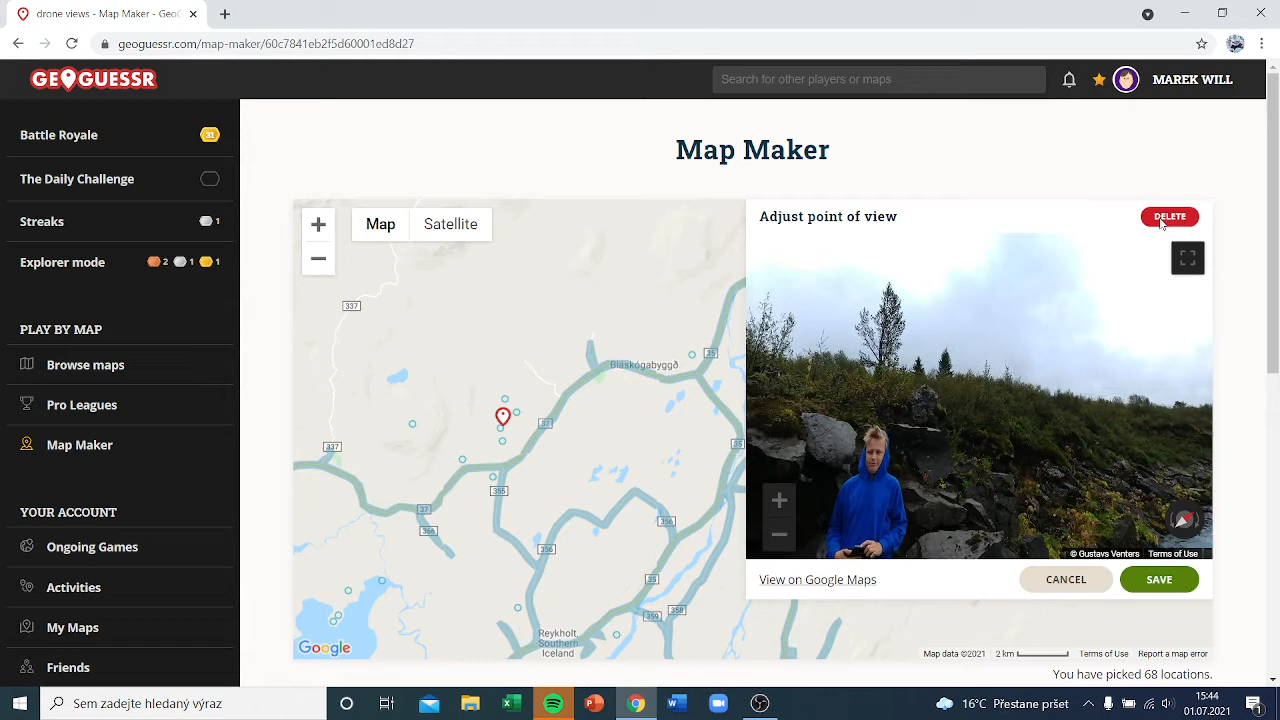 drone views - Map Maker - Geo
geoguessr.com/map-maker/60c7841b2f5d60001ed8d27
GEOGUESSR
Search for other players or maps
MAREK WILL
Battle Royale
31
The Daily Challenge
Streaks
1
Explorer mode
2
1
1
PLAY BY MAP
Browse maps
Pro Leagues
Map Maker
YOUR ACCOUNT
Ongoing Games
Activities
My Maps
Friends
Map Maker
Map
Satellite
Adjust point of view
DELETE
337
35
Bláskógabyggð
37
337
35
355
37
366
356
356
35
359
358
Reykholt,
Southern
Iceland
© Gustavs Venters
Terms of Use
View on Google Maps
CANCEL
SAVE
Google
Map data ©2021
2 km
Terms of Use
Report a map error
You have picked 68 locations.
Sem zadejte hledaný výraz
16°C Přestane pršet
15:44
01.07.2021